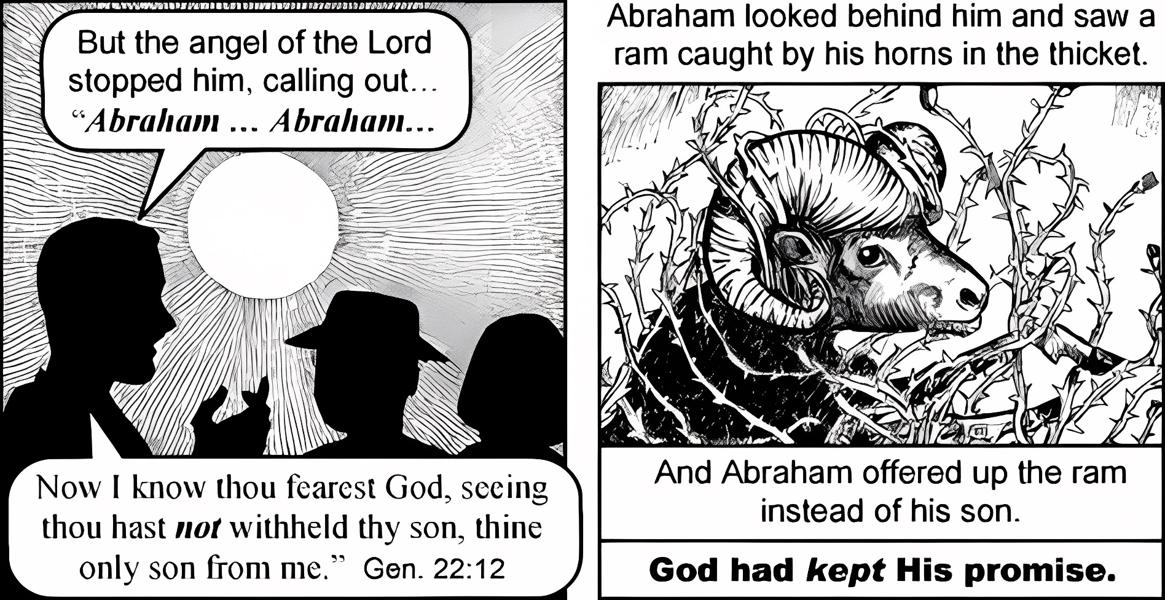 But the angel of the Lord
stopped him, calling out...
“Abraham ... Abraham...
Now I know thou fearest God, seeing
thou hast not withheld thy son, thine
only son from me.” Gen. 22:12
Abraham looked behind him and saw a
ram caught by his horns in the thicket.
And Abraham offered up the ram
instead of his son.
God had kept His promise.